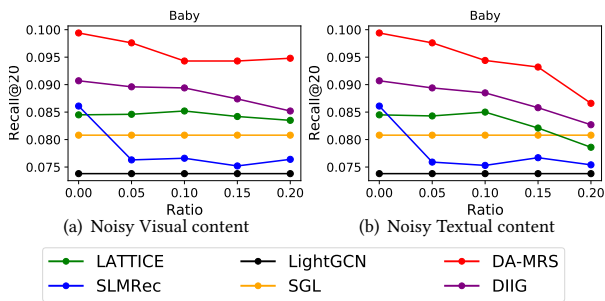 Baby
Recall@20
0.100
0.095
0.090
0.085
0.080
0.075
0.00 0.05 0.10 0.15 0.20
Ratio
(a) Noisy Visual content
Baby
Recall@20
0.100
0.095
0.090
0.085
0.080
0.075
0.00 0.05 0.10 0.15 0.20
Ratio
(b) Noisy Textual content
LATTICE LightGCN DA-MRS
SLMRec SGL DIIG